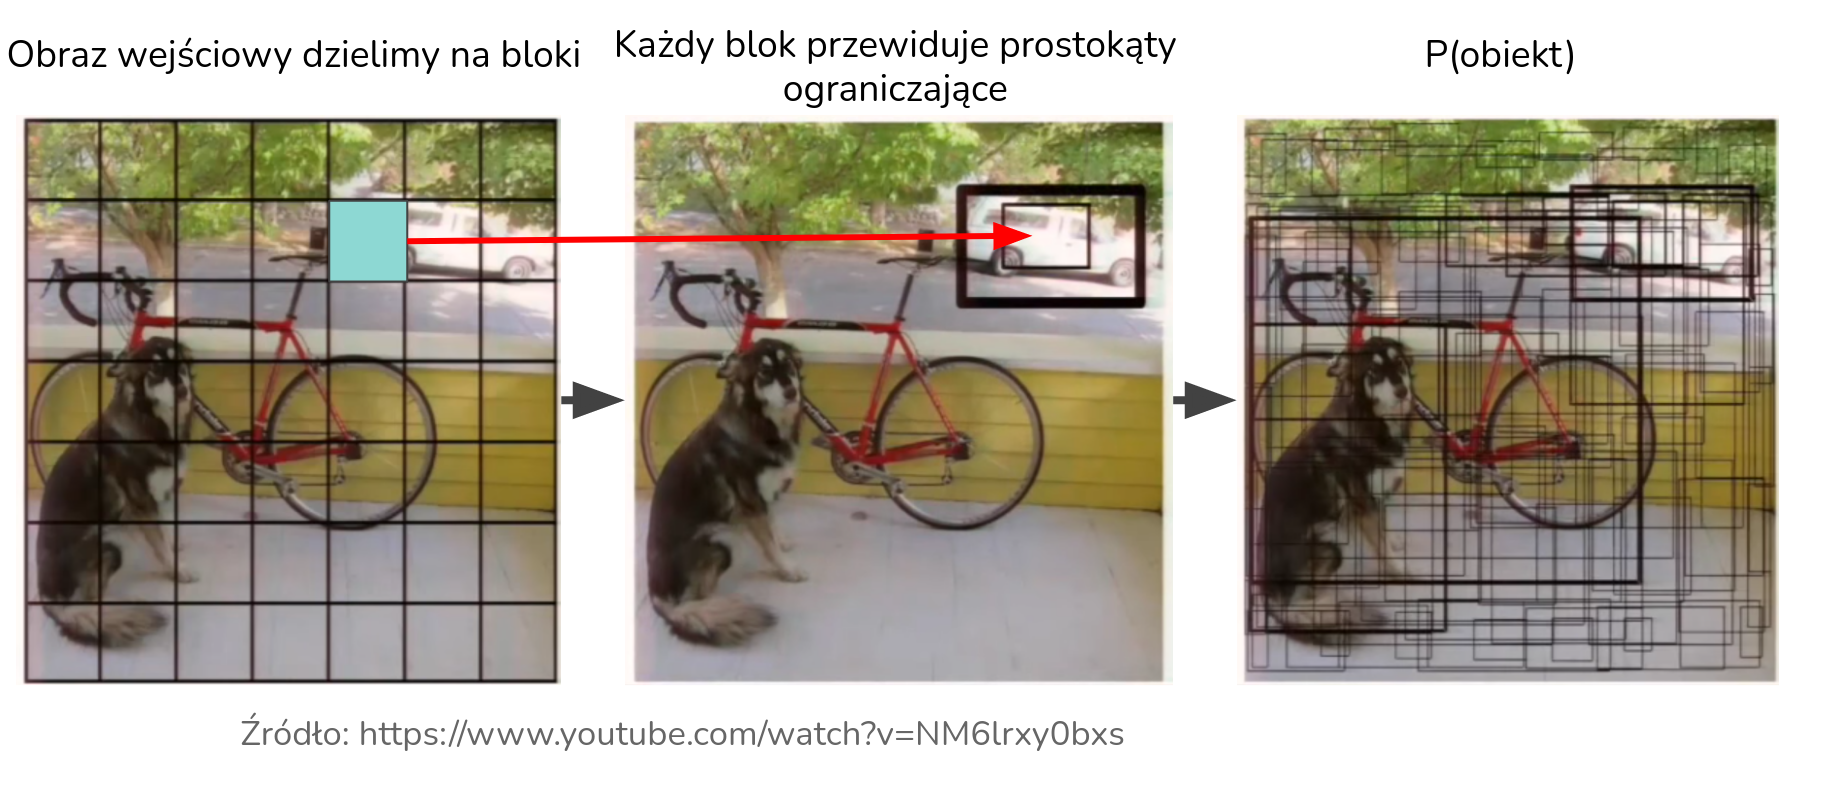 Obraz wejściowy dzielimy na bloki
Każdy blok przewiduje prostokąty
ograniczające
P(obiekt)
Źródło: https://www.youtube.com/watch?v=NM6lrxy0bxs